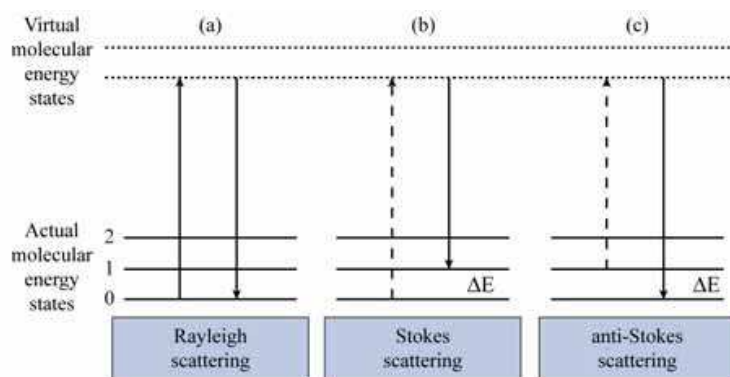 Virtual
molecular
energy
states
(a)
(b)
(c)
Actual
molecular
energy
states
2
1
0
ΔE
ΔE
Rayleigh
scattering
Stokes
scattering
anti-Stokes
scattering